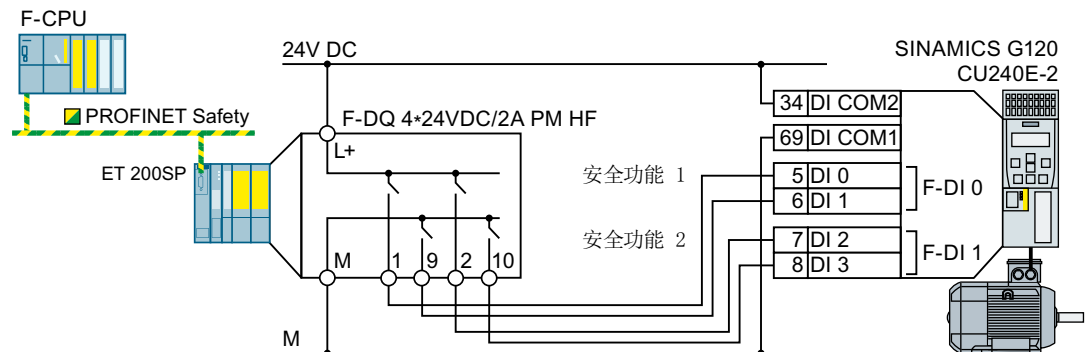 F-CPU
24V DC
SINAMICS G120
CU240E-2
PROFINET Safety
F-DQ 4*24VDC/2A PM HF
34 DI COM2
L+
69 DI COM1
ET 200SP
安全功能 1
5 DI 0
6 DI 1
F-DI 0
安全功能 2
7 DI 2
8 DI 3
F-DI 1
M 1 9 2 10
M